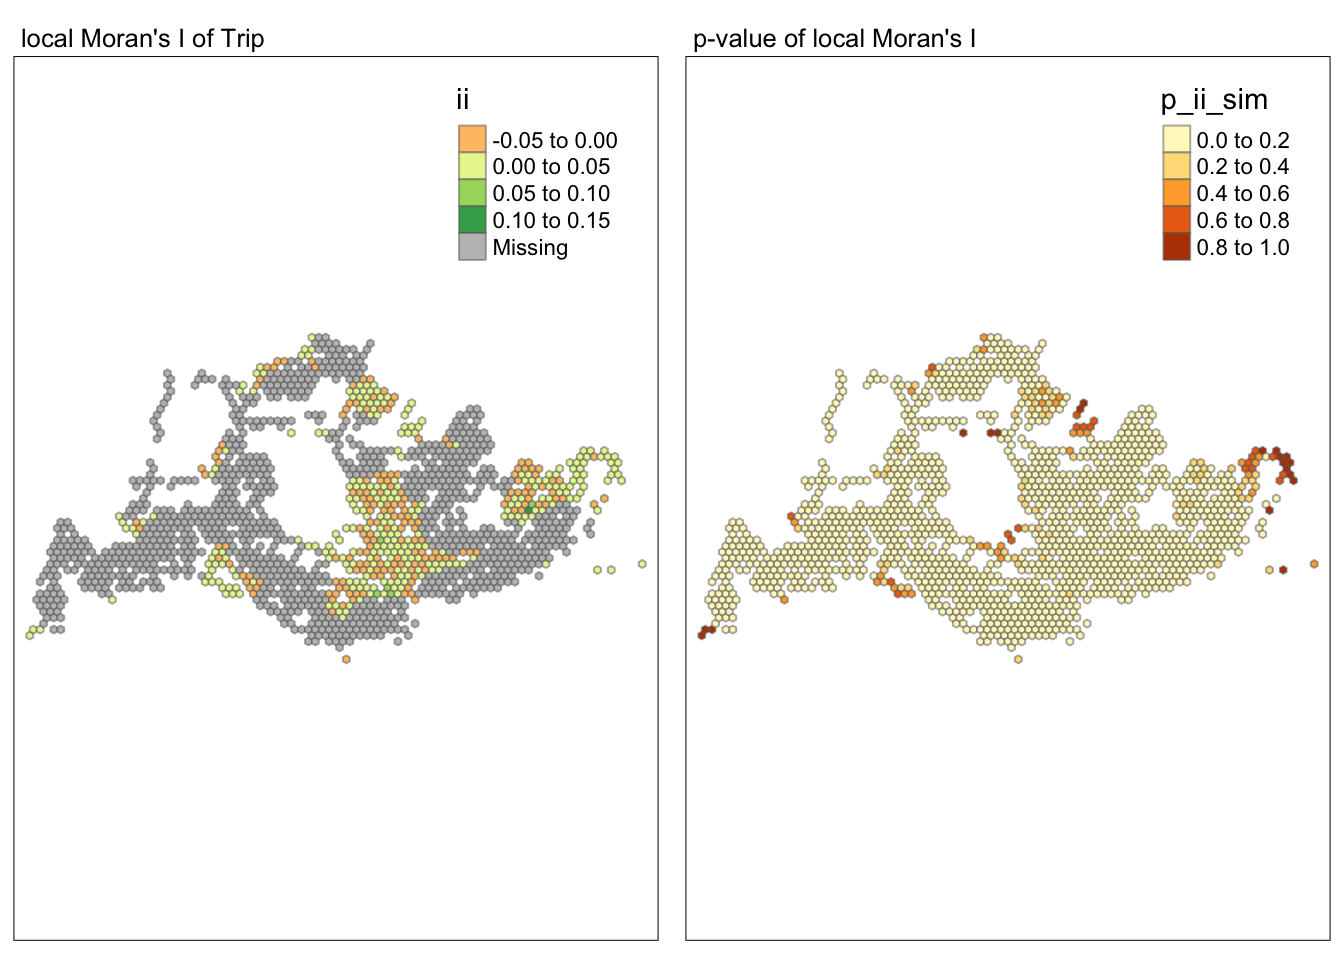 local Moran's I of Trip
ii
-0.05 to 0.00
0.00 to 0.05
0.05 to 0.10
0.10 to 0.15
Missing
p-value of local Moran's I
p_ii_sim
0.0 to 0.2
0.2 to 0.4
0.4 to 0.6
0.6 to 0.8
0.8 to 1.0